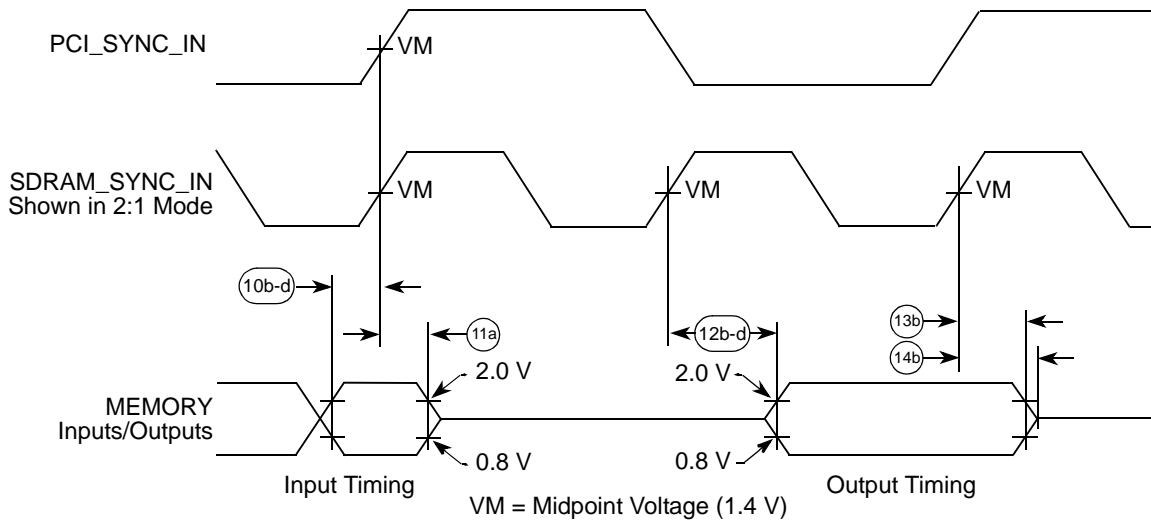 PCI_SYNC_IN
VM
SDRAM_SYNC_IN
Shown in 2:1 Mode
VM
VM
VM
10b-d
11a
12b-d
13b
14b
2.0 V
2.0 V
MEMORY
Inputs/Outputs
0.8 V
0.8 V
Input Timing
Output Timing
VM = Midpoint Voltage (1.4 V)